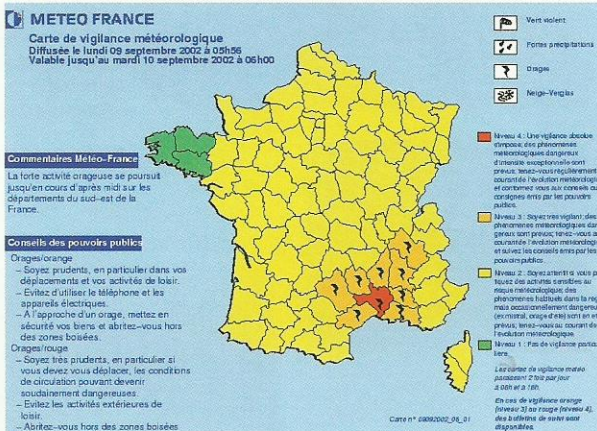 METEO FRANCE
Carte de vigilance météorologique
Diffusée le lundi 09 septembre 2002 à 05h56
Valable jusqu'au mardi 10 septembre 2002 à 06h00
Commentaires Météo-France
La forte activité orageuse se poursuit
jusqu'en cours d'après midi sur les
départements du sud-est de la
France.
Conseils des pouvoirs publics
Orages/orange
- Soyez prudents, en particulier dans vos
déplacements et vos activités de loisir.
- Evitez d'utiliser le téléphone et les
appareils électriques.
- A l'approche d'un orage, mettez en
sécurité vos biens et abritez-vous hors
des zones boisées.
Orages/rouge
- Soyez très prudents, en particulier si
vous devez vous déplacer, les conditions
de circulation pouvant devenir
soudainement dangereuses.
- Evitez les activités extérieures de
loisir.
- Abritez-vous hors des zones boisées
Vent violent
Fortes précipitations
Orages
Neige-Verglas
Niveau 4 : Une vigilance absolue
s'impose; des phénomènes
météorologiques dangereux
d'intensité exceptionnelle sont
prévus; tenez-vous régulièrement
courant de l'évolution météorologiq
et conformez vous aux conseils ou
consignes émis par les pouvoirs
publics.
Niveau 3 : Soyez très vigilant; des
phénomènes météorologiques dan
gereux sont prévus; tenez-vous a
courant de l'évolution météorologi
et suivez les conseils émis par les
pouvoirs publics.
Niveau 2 : Soyez attentif si vous p
tiquez des activités sensibles au
risque météorologique; des
phénomènes habituels dans la rég
mais occasionnellement dangereu
(ex: mistral, orage d'été) sont en ef
prévus; tenez-vous au courant de
l'évolution météorologique.
Niveau 1 : Pas de vigilance particu
lière.
Les cartes de vigilance météo
paraissent 2 fois par jour
à 06h et à 16h.
En cas de vigilance orange
(niveau 3) ou rouge (niveau 4),
des bulletins de suivi sont
disponibles.
Carte n° 09092002_06_01